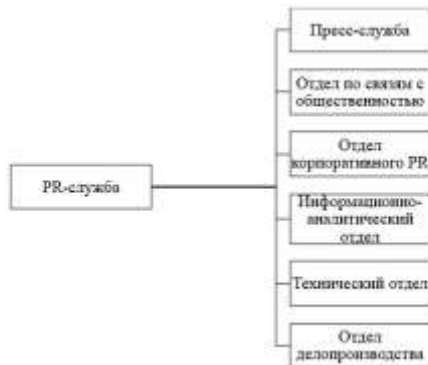 Пресс-служба
Отдел по связям с
общественностью
Отдел
корпоративного PR
PR-служба
Информационно-
аналитический
отдел
Технический отдел
Отдел
делопроизводства